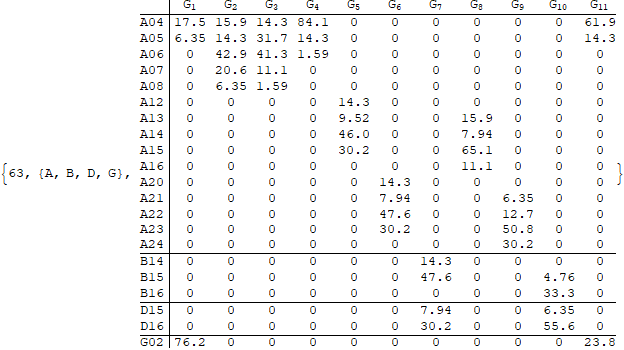 G₁ G₂ G₃ G₄ G₅ G₆ G₇ G₈ G₉ G₁₀ G₁₁
A04 17.5 15.9 14.3 84.1 0 0 0 0 0 0 61.9
A05 6.35 14.3 31.7 14.3 0 0 0 0 0 0 14.3
A06 0 42.9 41.3 1.59 0 0 0 0 0 0 0
A07 0 20.6 11.1 0 0 0 0 0 0 0 0
A08 0 6.35 1.59 0 0 0 0 0 0 0 0
A12 0 0 0 0 14.3 0 0 0 0 0 0
A13 0 0 0 0 9.52 0 0 15.9 0 0 0
A14 0 0 0 0 46.0 0 0 7.94 0 0 0
A15 0 0 0 0 30.2 0 0 65.1 0 0 0
A16 0 0 0 0 0 0 0 11.1 0 0 0
{63, {A, B, D, G}, }
A20 0 0 0 0 0 14.3 0 0 0 0 0
A21 0 0 0 0 0 7.94 0 0 6.35 0 0
A22 0 0 0 0 0 47.6 0 0 12.7 0 0
A23 0 0 0 0 0 30.2 0 0 50.8 0 0
A24 0 0 0 0 0 0 0 0 30.2 0 0
B14 0 0 0 0 0 0 14.3 0 0 0 0
B15 0 0 0 0 0 0 47.6 0 0 4.76 0
B16 0 0 0 0 0 0 0 0 0 33.3 0
D15 0 0 0 0 0 0 7.94 0 0 6.35 0
D16 0 0 0 0 0 0 30.2 0 0 55.6 0
G02 76.2 0 0 0 0 0 0 0 0 0 23.8